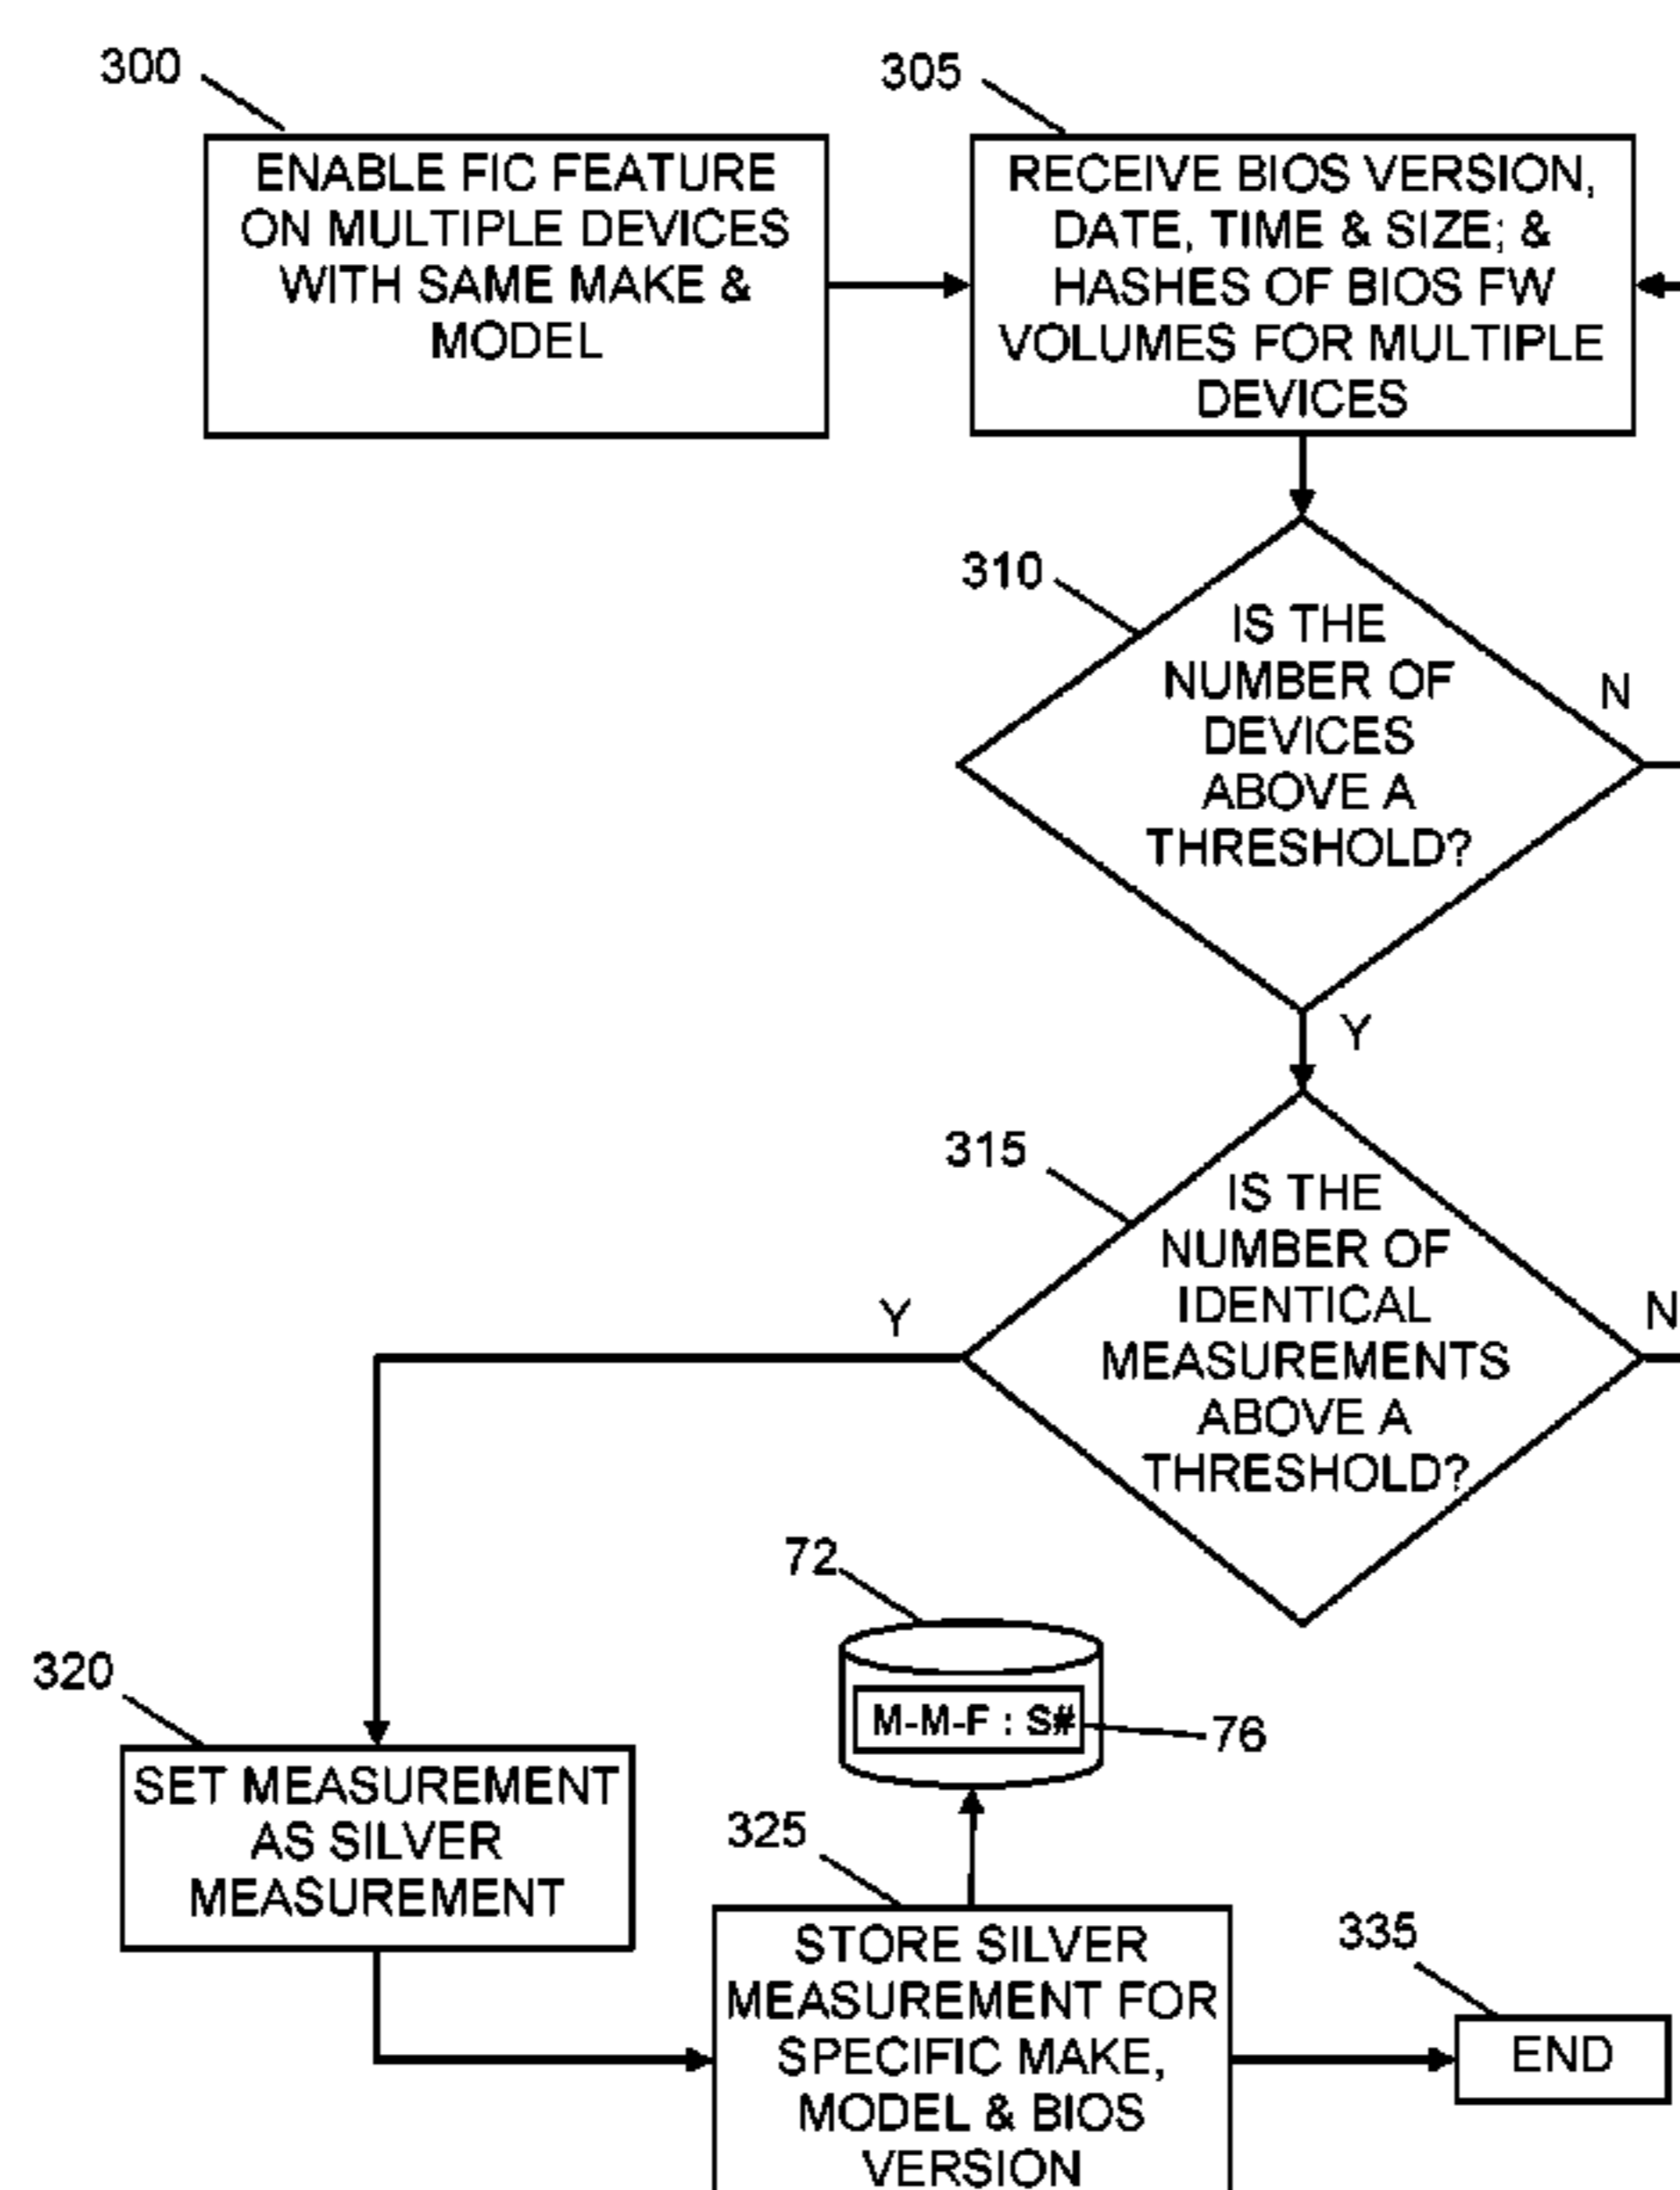 300
ENABLE FIC FEATURE
ON MULTIPLE DEVICES
WITH SAME MAKE &
MODEL
305
RECEIVE BIOS VERSION,
DATE, TIME & SIZE; &
HASHES OF BIOS FW
VOLUMES FOR MULTIPLE
DEVICES
310
IS THE
NUMBER OF
DEVICES
ABOVE A
THRESHOLD?
N
Y
315
IS THE
NUMBER OF
IDENTICAL
MEASUREMENTS
ABOVE A
THRESHOLD?
Y
N
72
M-M-F : S#
76
320
SET MEASUREMENT
AS SILVER
MEASUREMENT
325
STORE SILVER
MEASUREMENT FOR
SPECIFIC MAKE,
MODEL & BIOS
VERSION
335
END